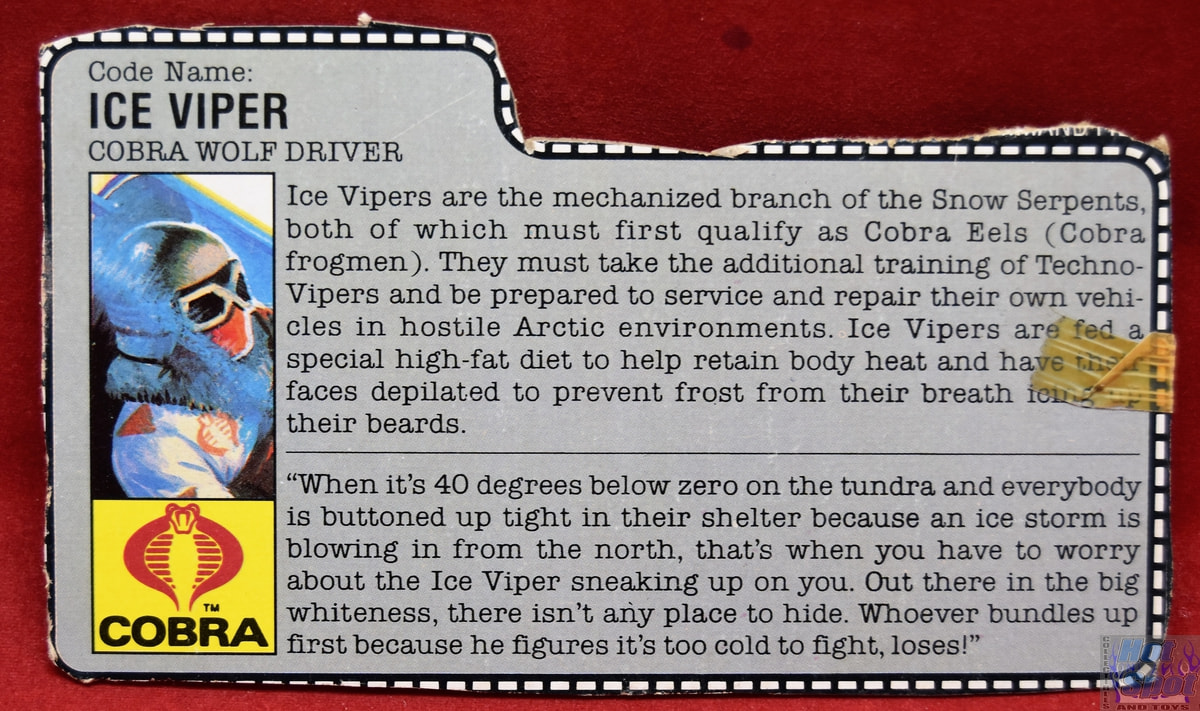 Code Name:
ICE VIPER
COBRA WOLF DRIVER
Ice Vipers are the mechanized branch of the Snow Serpents,
both of which must first qualify as Cobra Eels (Cobra
frogmen). They must take the additional training of Techno-
Vipers and be prepared to service and repair their own vehi-
cles in hostile Arctic environments. Ice Vipers are fed a
special high-fat diet to help retain body heat and have their
faces depilated to prevent frost from their breath icing up
their beards.
"When it's 40 degrees below zero on the tundra and everybody
is buttoned up tight in their shelter because an ice storm is
blowing in from the north, that's when you have to worry
about the Ice Viper sneaking up on you. Out there in the big
whiteness, there isn't any place to hide. Whoever bundles up
first because he figures it's too cold to fight, loses!"
TM
COBRA
COLLECTIBLES
AND TOYS